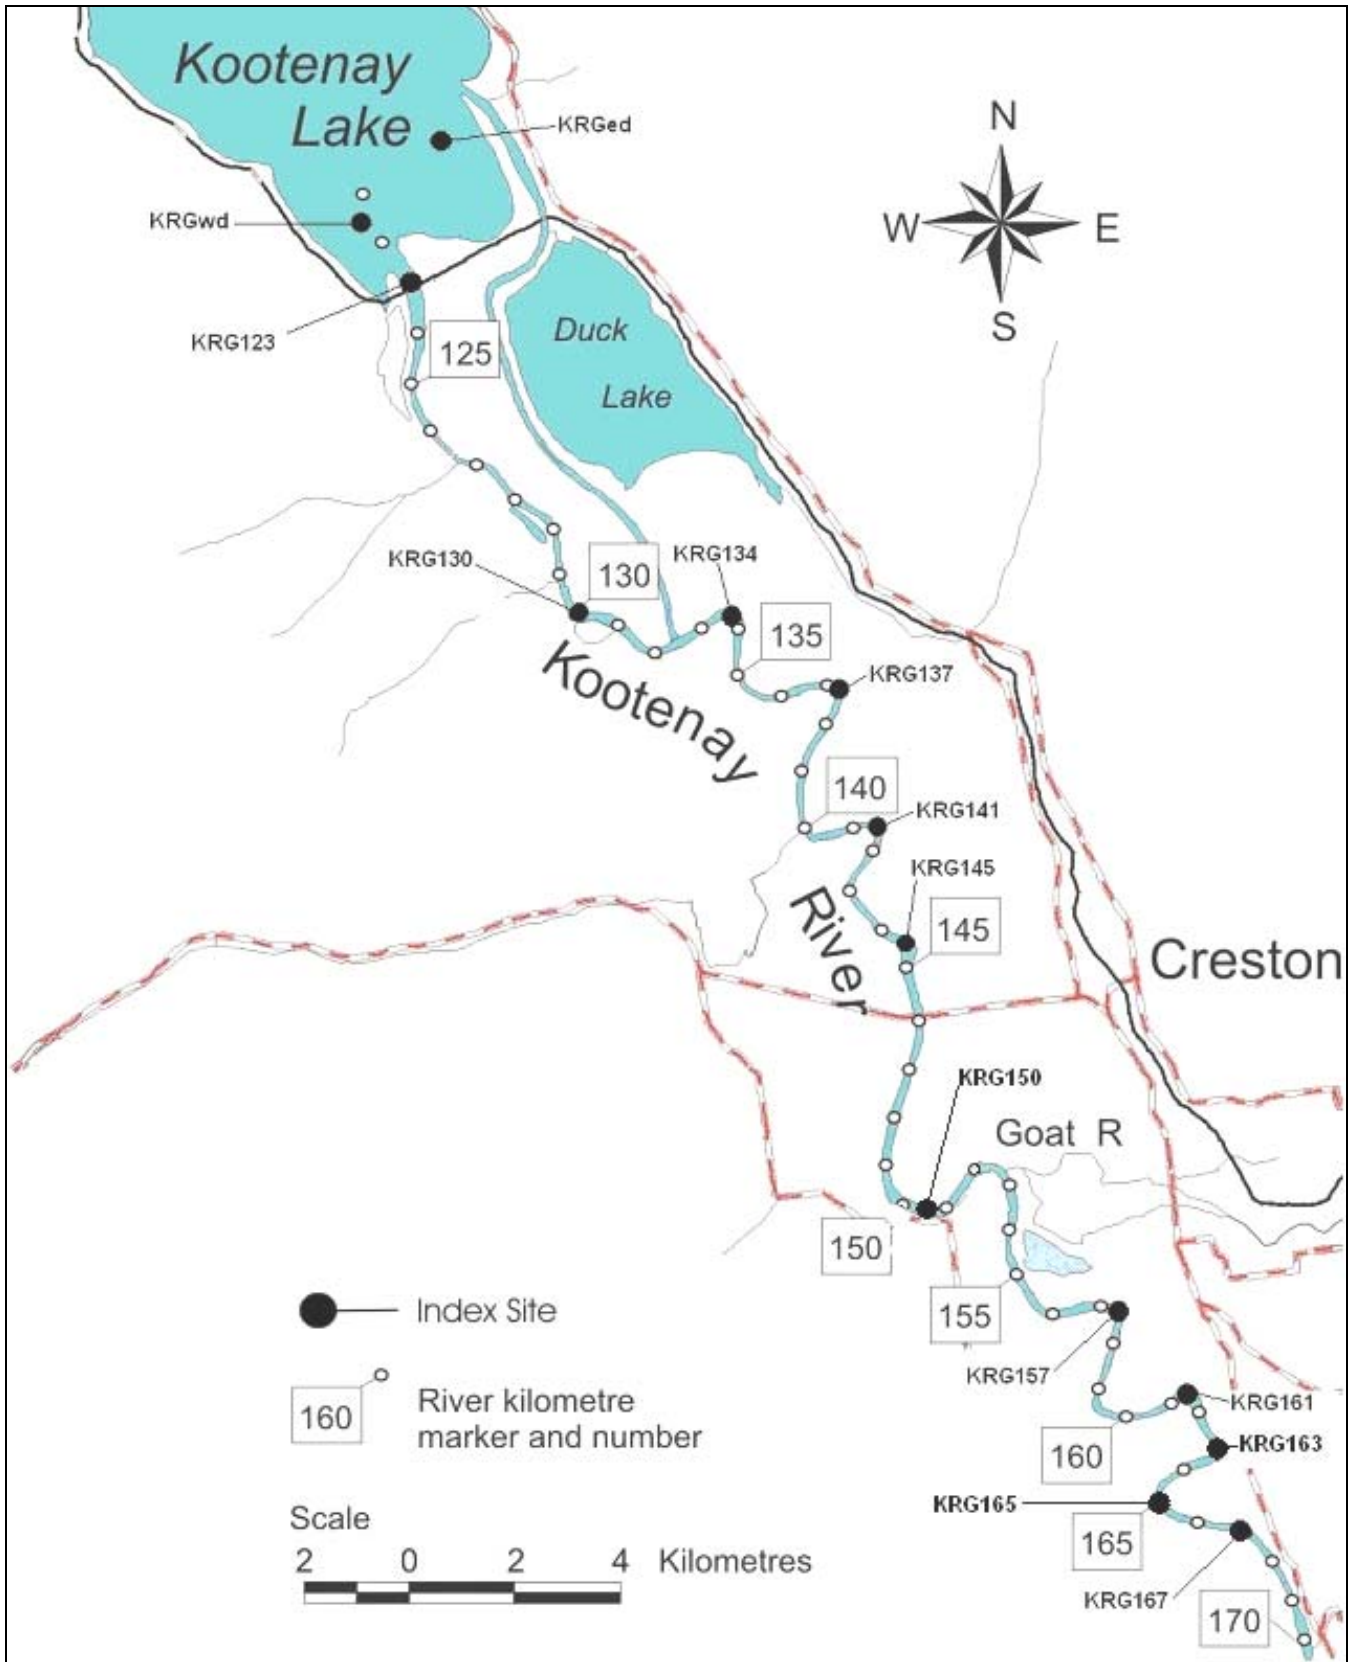 Kootenay
Lake
KRGed
KRGwd
N
W
E
S
KRG123
125
Duck
Lake
KRG130
130
KRG134
135
KRG137
Kootenay
River
140
KRG141
KRG145
145
Creston
KRG150
Goat R
150
155
KRG157
KRG161
160
KRG163
KRG165
165
KRG167
170
Index Site
160
River kilometre
marker and number
Scale
2 0 2 4 Kilometres